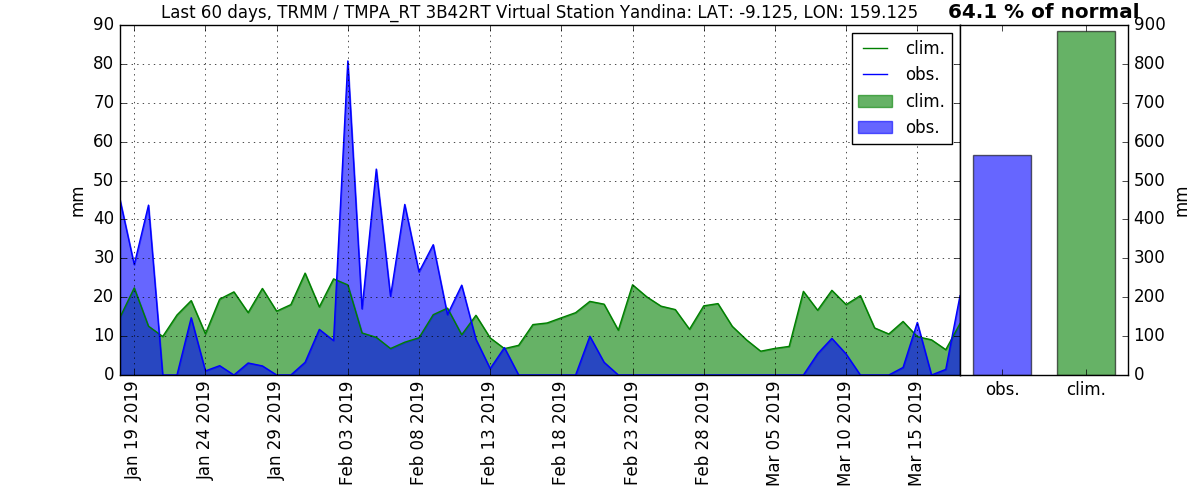 Last 60 days, TRMM / TMPA_RT 3B42RT Virtual Station Yandina: LAT: -9.125, LON: 159.125
64.1 % of normal
90
80
70
60
50
40
30
20
10
0
mm
clim.
obs.
clim.
obs.
900
800
700
600
500
400
300
200
100
0
mm
obs.
clim.
Jan 19 2019
Jan 24 2019
Jan 29 2019
Feb 03 2019
Feb 08 2019
Feb 13 2019
Feb 18 2019
Feb 23 2019
Feb 28 2019
Mar 05 2019
Mar 10 2019
Mar 15 2019